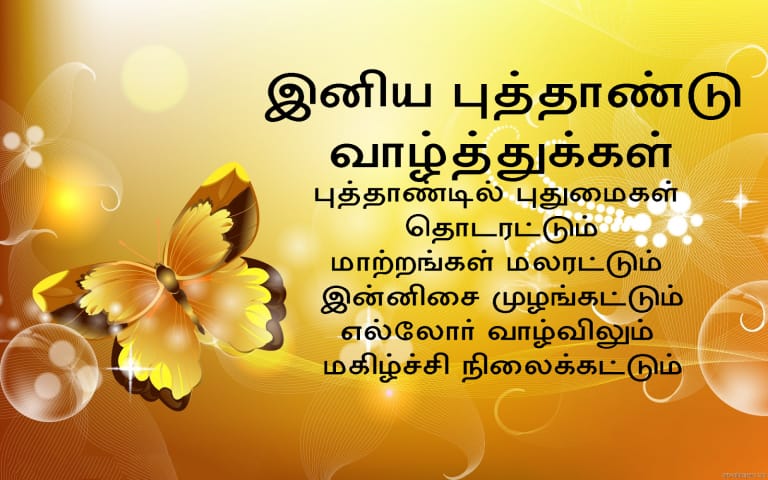 இனிய புத்தாண்டு
வாழ்த்துக்கள்
புத்தாண்டில் புதுமைகள்
தொடரட்டும்
மாற்றங்கள் மலரட்டும்
இன்னிசை முழங்கட்டும்
எல்லோர் வாழ்விலும்
மகிழ்ச்சி நிலைக்கட்டும்